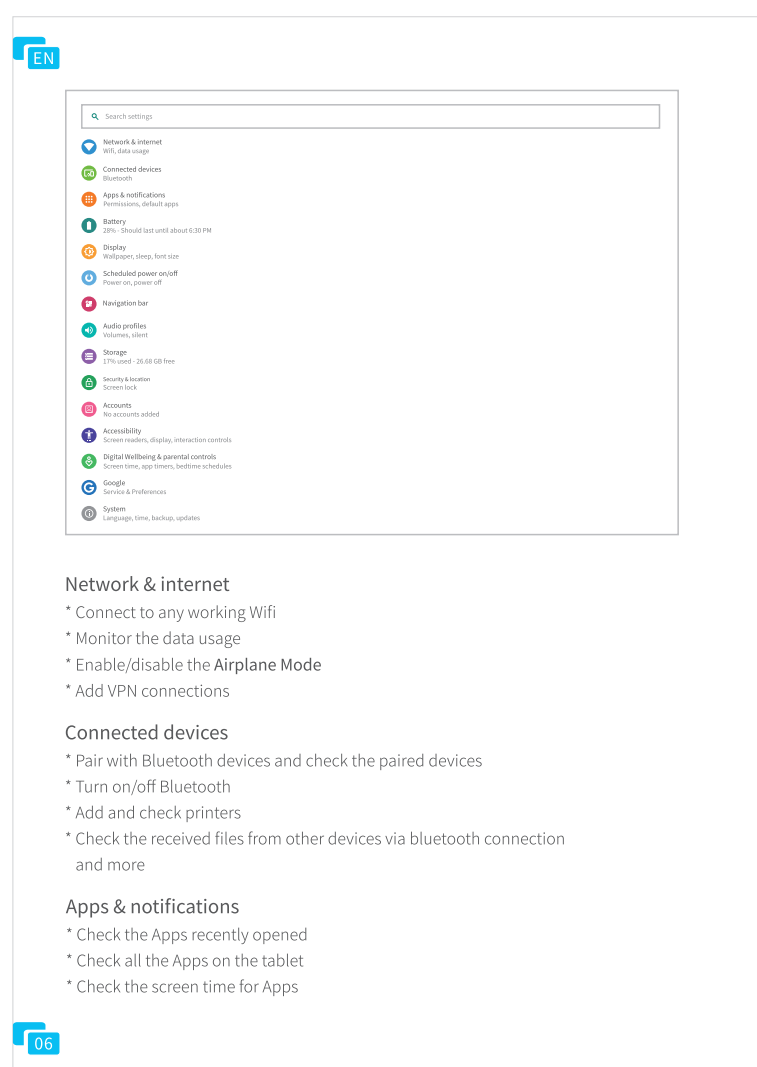 EN
Search settings
Network & internet
Wifi, data usage
Connected devices
Bluetooth
Apps & notifications
Permissions, default apps
Battery
28% - Should last until about 6:30 PM
Display
Wallpaper, sleep, font size
Scheduled power on/off
Power on, power off
Navigation bar
Audio profiles
Volumes, silent
Storage
17% used - 26.68 GB free
Security & location
Screen lock
Accounts
No accounts added
Accessibility
Screen readers, display, interaction controls
Digital Wellbeing & parental controls
Screen time, app timers, bedtime schedules
Google
Service & Preferences
System
Language, time, backup, updates
Network & internet
* Connect to any working Wifi
* Monitor the data usage
* Enable/disable the Airplane Mode
* Add VPN connections
Connected devices
* Pair with Bluetooth devices and check the paired devices
* Turn on/off Bluetooth
* Add and check printers
* Check the received files from other devices via bluetooth connection
and more
Apps & notifications
* Check the Apps recently opened
* Check all the Apps on the tablet
* Check the screen time for Apps
06